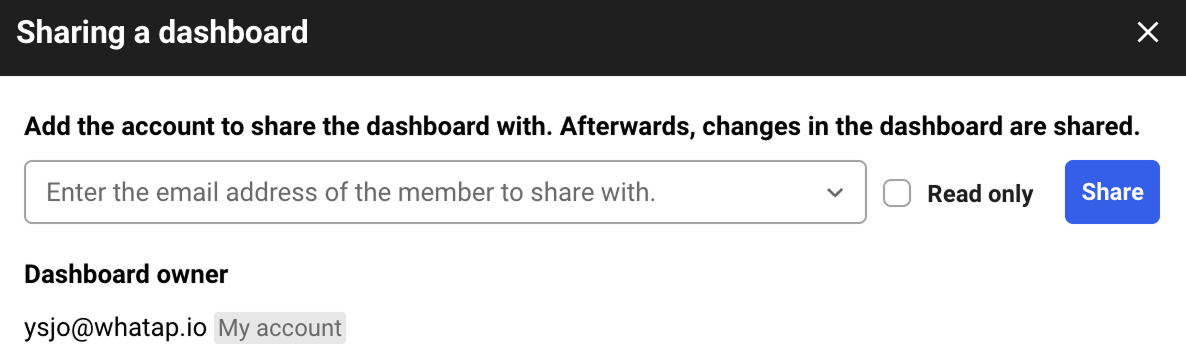 Sharing a dashboard
Add the account to share the dashboard with. Afterwards, changes in the dashboard are shared.
Enter the email address of the member to share with.
Read only
Share
Dashboard owner
ysjo@whatap.io My account